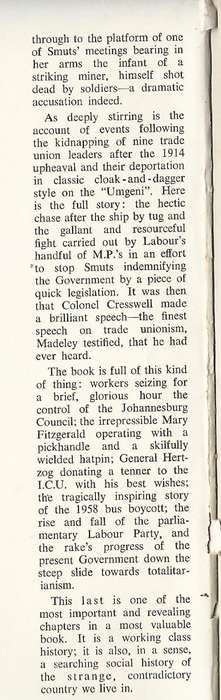 through to the platform of one
of Smuts' meetings bearing in
her arms the infant of a
striking miner, himself shot
dead by soldiers—a dramatic
accusation indeed.
As deeply stirring is the
account of events following
the kidnapping of nine trade
union leaders after the 1914
upheaval and their deportation
in classic cloak-and-dagger
style on the "Umgeni". Here
is the full story: the hectic
chase after the ship by tug and
the gallant and resourceful
fight carried out by Labour's
handful of M.P.'s in an effort
to stop Smuts indemnifying
the Government by a piece of
quick legislation. It was then
that Colonel Cresswell made
a brilliant speech—the finest
speech on trade unionism,
Madeley testified, that he had
ever heard.
The book is full of this kind
of thing: workers seizing for
a brief, glorious hour the
control of the Johannesburg
Council; the irrepressible Mary
Fitzgerald operating with a
pickhandle and a skilfully
wielded hatpin; General Hert-
zog donating a tenner to the
I.C.U. with his best wishes;
the tragically inspiring story
of the 1958 bus boycott; the
rise and fall of the parlia-
mentary Labour Party, and
the rake's progress of the
present Government down the
steep slide towards totalitar-
ianism.
This last is one of the
most important and revealing
chapters in a most valuable
book. It is a working class
history; it is also, in a sense,
a searching social history of
the strange, contradictory
country we live in.